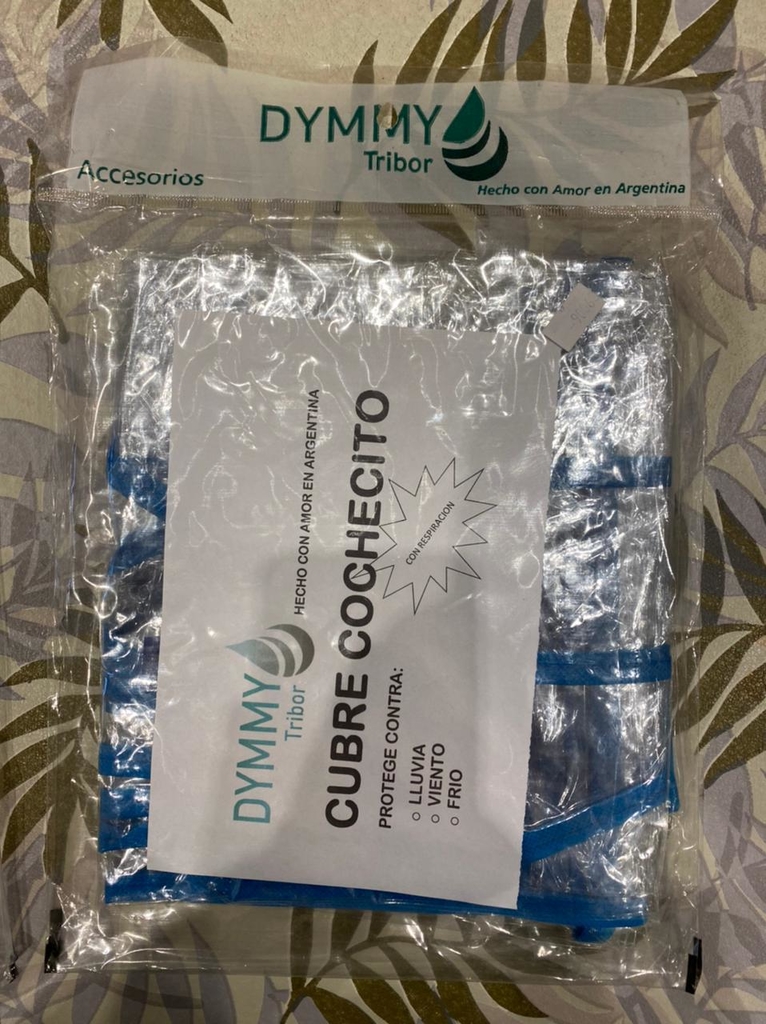 DYMMY
Tribor
Accesorios
Hecho con Amor en Argentina
DYMMY
Tribor
HECHO CON AMOR EN ARGENTINA
CUBRE COCHECITO
CON RESPIRACION
PROTEGE CONTRA:
○ LLUVIA
○ VIENTO
○ FRIO